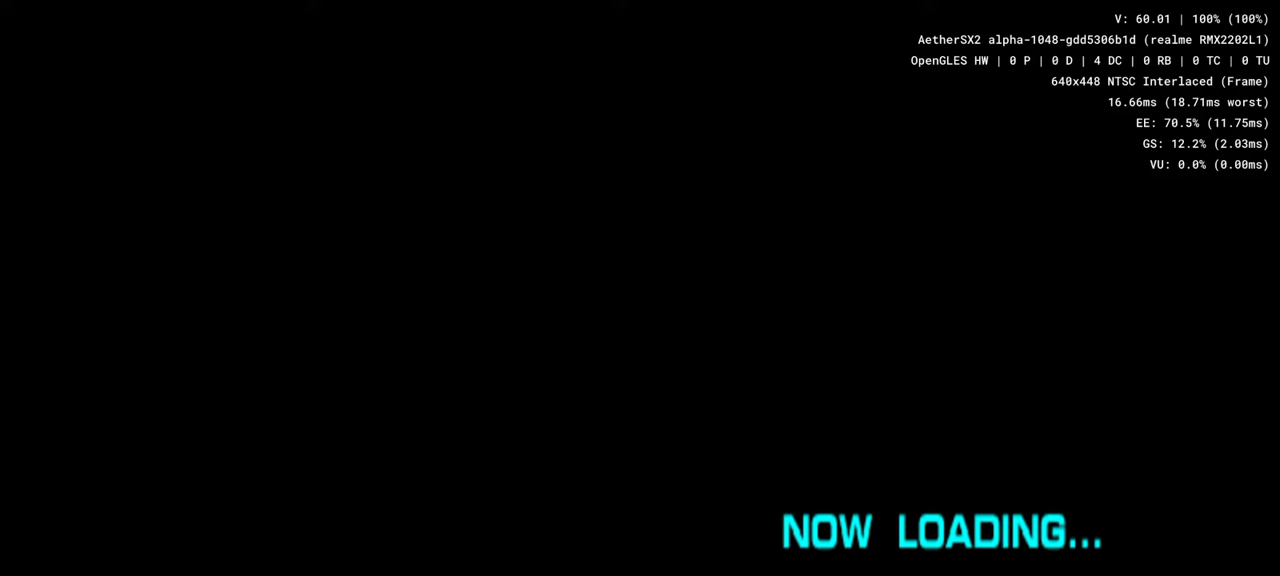 V: 60.01 | 100% (100%)
AetherSX2 alpha-1048-gdd5306b1d (realme RMX2202L1)
OpenGLES HW | 0 P | 0 D | 4 DC | 0 RB | 0 TC | 0 TU
640x448 NTSC Interlaced (Frame)
16.66ms (18.71ms worst)
EE: 70.5% (11.75ms)
GS: 12.2% (2.03ms)
VU: 0.0% (0.00ms)
NOW LOADING...